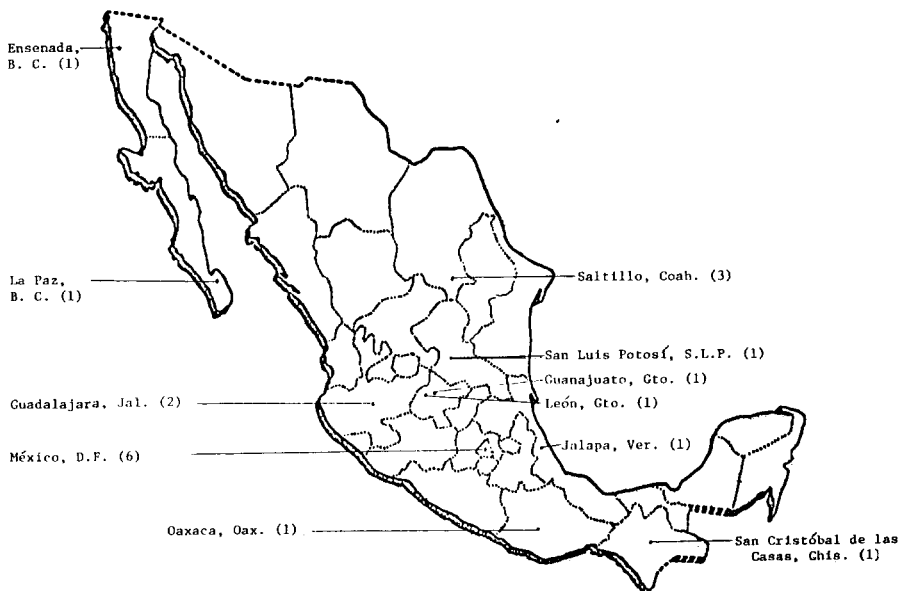 Ensenada,
B. C. (1)
La Paz,
B. C. (1)
Saltillo, Coah. (3)
San Luis Potosí, S.L.P. (1)
Guanajuato, Gto. (1)
León, Gto. (1)
Guadalajara, Jal. (2)
Jalapa, Ver. (1)
México, D.F. (6)
Oaxaca, Oax. (1)
San Cristóbal de las
Casas, Chis. (1)